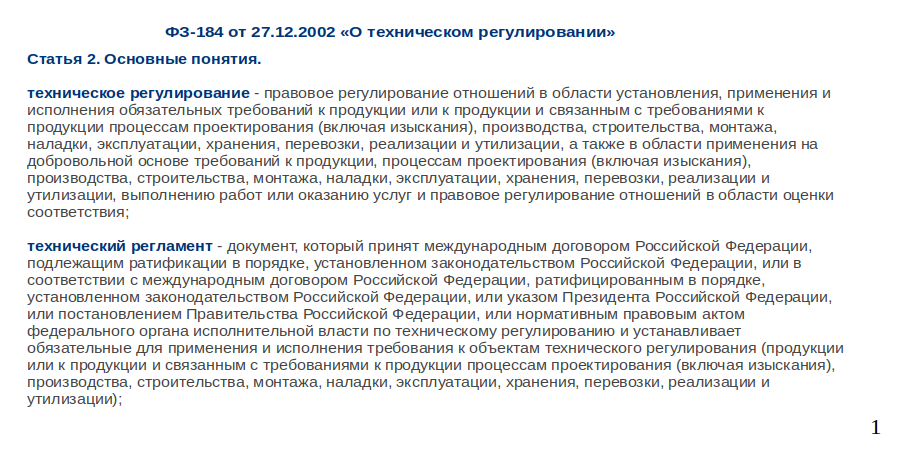 ФЗ-184 от 27.12.2002 «О техническом регулировании»
Статья 2. Основные понятия.
техническое регулирование - правовое регулирование отношений в области установления, применения и
исполнения обязательных требований к продукции или к продукции и связанным с требованиями к
продукции процессам проектирования (включая изыскания), производства, строительства, монтажа,
наладки, эксплуатации, хранения, перевозки, реализации и утилизации, а также в области применения на
добровольной основе требований к продукции, процессам проектирования (включая изыскания),
производства, строительства, монтажа, наладки, эксплуатации, хранения, перевозки, реализации и
утилизации, выполнению работ или оказанию услуг и правовое регулирование отношений в области оценки
соответствия;
технический регламент - документ, который принят международным договором Российской Федерации,
подлежащим ратификации в порядке, установленном законодательством Российской Федерации, или в
соответствии с международным договором Российской Федерации, ратифицированным в порядке,
установленном законодательством Российской Федерации, или указом Президента Российской Федерации,
или постановлением Правительства Российской Федерации, или нормативным правовым актом
федерального органа исполнительной власти по техническому регулированию и устанавливает
обязательные для применения и исполнения требования к объектам технического регулирования (продукции
или к продукции и связанным с требованиями к продукции процессам проектирования (включая изыскания),
производства, строительства, монтажа, наладки, эксплуатации, хранения, перевозки, реализации и
утилизации);
1